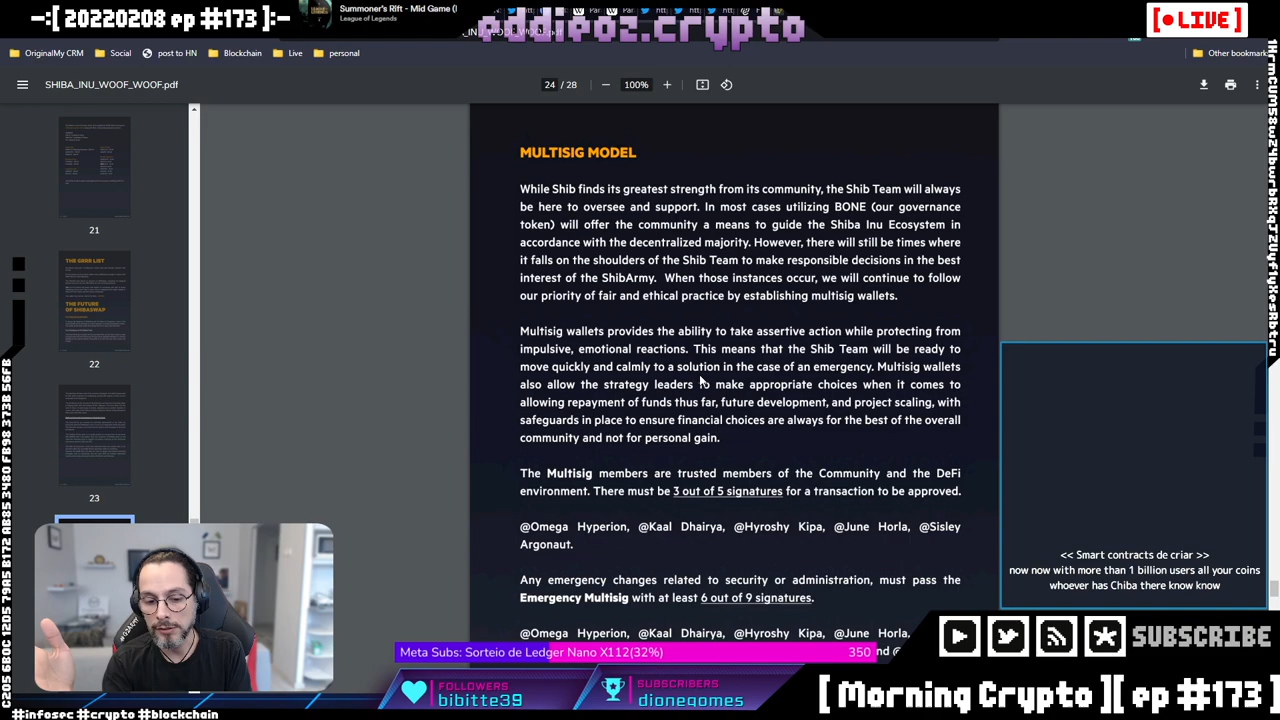 -:[ 20220208 ep #173 ]:-
Summoner's Rift - Mid Game (
League of Legends
eddieoz.crypto
[ LIVE ]
OriginalMy CRM
Social
post to HN
Blockchain
Live
personal
Other bookmark
SHIBA_INU_WOOF_WOOF.pdf
24 / 28
100%
21
THE GRRR LIST
THE FUTURE
OF SHIBASWAP
22
23
MULTISIG MODEL
While Shib finds its greatest strength from its community, the Shib Team will always
be here to oversee and support. In most cases utilizing BONE (our governance
token) will offer the community a means to guide the Shiba Inu Ecosystem in
accordance with the decentralized majority. However, there will still be times where
it falls on the shoulders of the Shib Team to make responsible decisions in the best
interest of the ShibArmy. When those instances occur, we will continue to follow
our priority of fair and ethical practice by establishing multisig wallets.
Multisig wallets provides the ability to take assertive action while protecting from
impulsive, emotional reactions. This means that the Shib Team will be ready to
move quickly and calmly to a solution in the case of an emergency. Multisig wallets
also allow the strategy leaders to make appropriate choices when it comes to
allowing repayment of funds thus far, future development, and project scaling, with
safeguards in place to ensure financial choices are always for the best of the overall
community and not for personal gain.
The Multisig members are trusted members of the Community and the DeFi
environment. There must be 3 out of 5 signatures for a transaction to be approved.
@Omega Hyperion, @Kaal Dhairya, @Hyroshy Kipa, @June Horla, @Sisley
Argonaut.
Any emergency changes related to security or administration, must pass the
Emergency Multisig with at least 6 out of 9 signatures.
@Omega Hyperion, @Kaal Dhairya, @Hyroshy Kipa, @June Horla,
<< Smart contracts de criar >>
now now with more than 1 billion users all your coins
whoever has Chiba there know know
SUBSCRIBE
Meta Subs: Sorteio de Ledger Nano X
112(32%)
350
FOLLOWERS
bibitte39
SUBSCRIBERS
dionegomes
[ Morning Crypto ][ ep #173 ]
infosec #crypto #blockchain